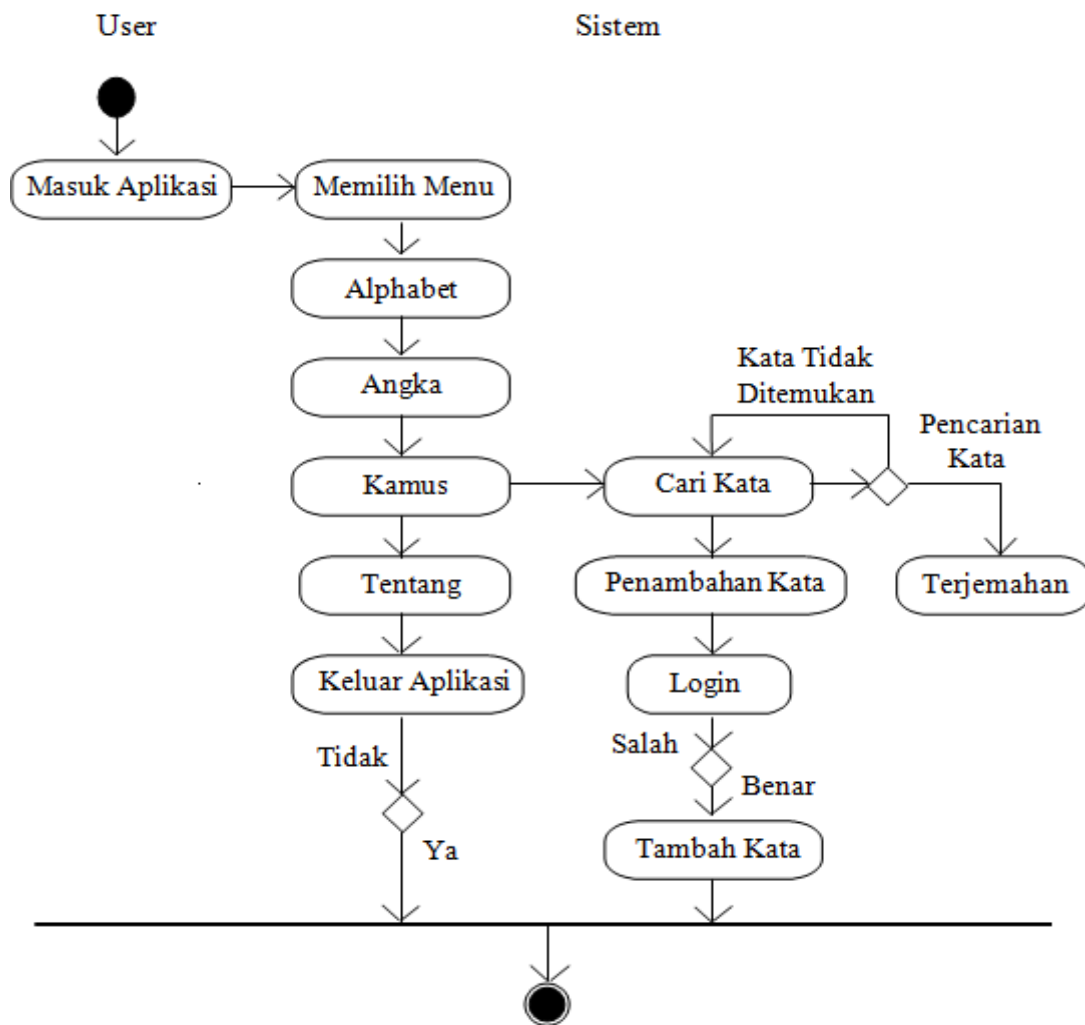 User
Sistem
Masuk Aplikasi
Memilih Menu
Alphabet
Angka
Kata Tidak
Ditemukan
Pencarian
Kata
Kamus
Cari Kata
Tentang
Penambahan Kata
Terjemahan
Keluar Aplikasi
Login
Tidak
Salah
Benar
Ya
Tambah Kata